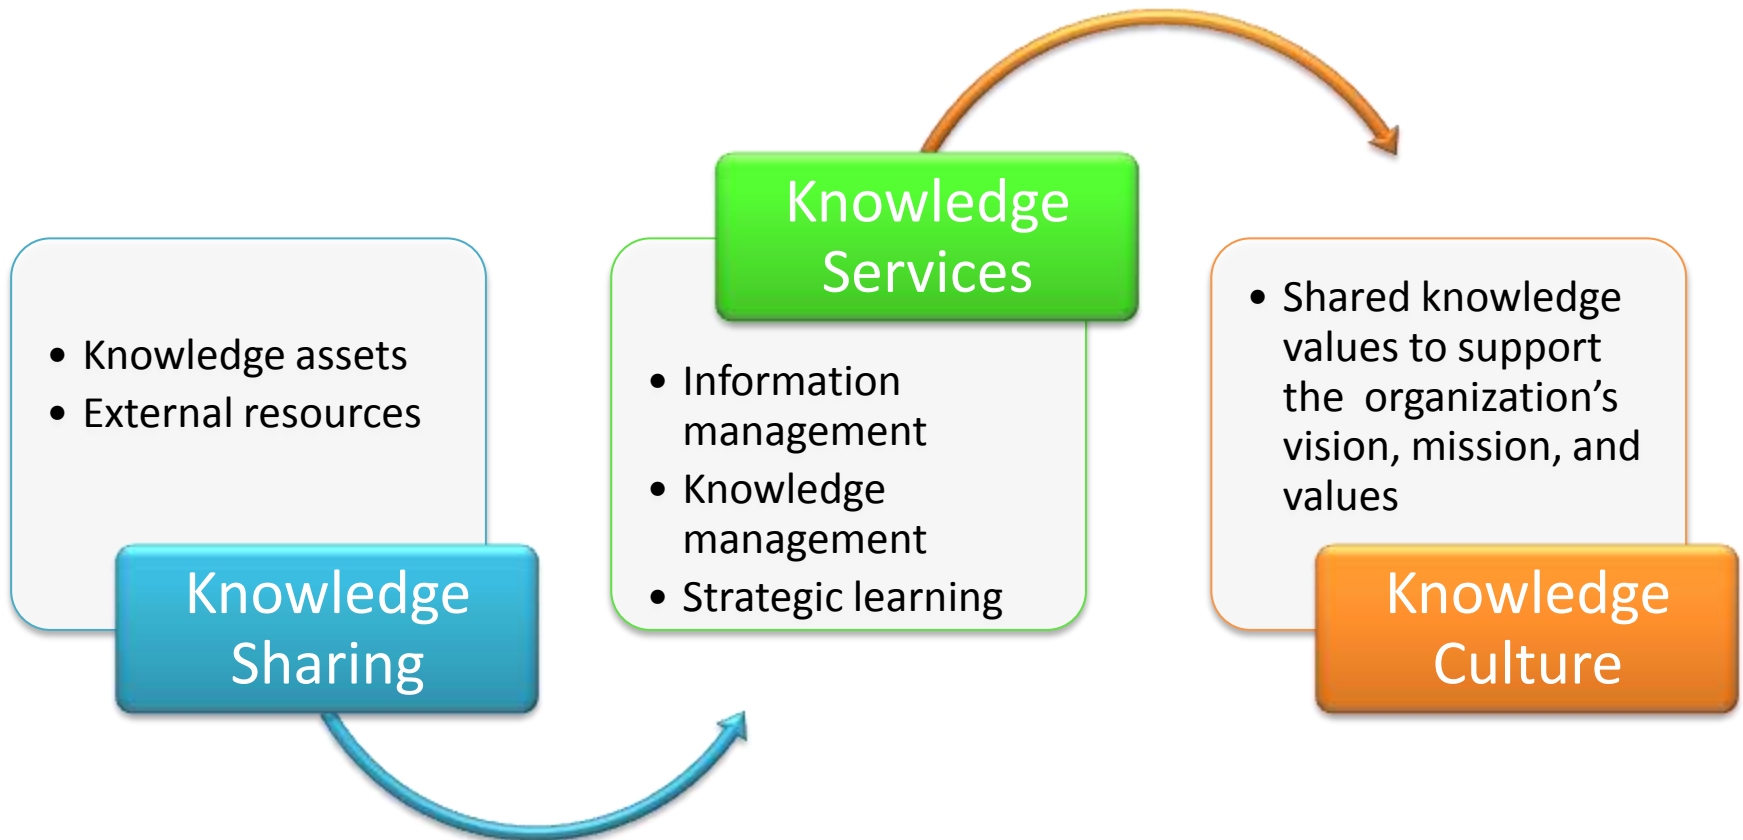 • Knowledge assets
• External resources
Knowledge
Sharing
Knowledge
Services
• Information
management
• Knowledge
management
• Strategic learning
• Shared knowledge
values to support
the  organization’s
vision, mission, and
values
Knowledge
Culture